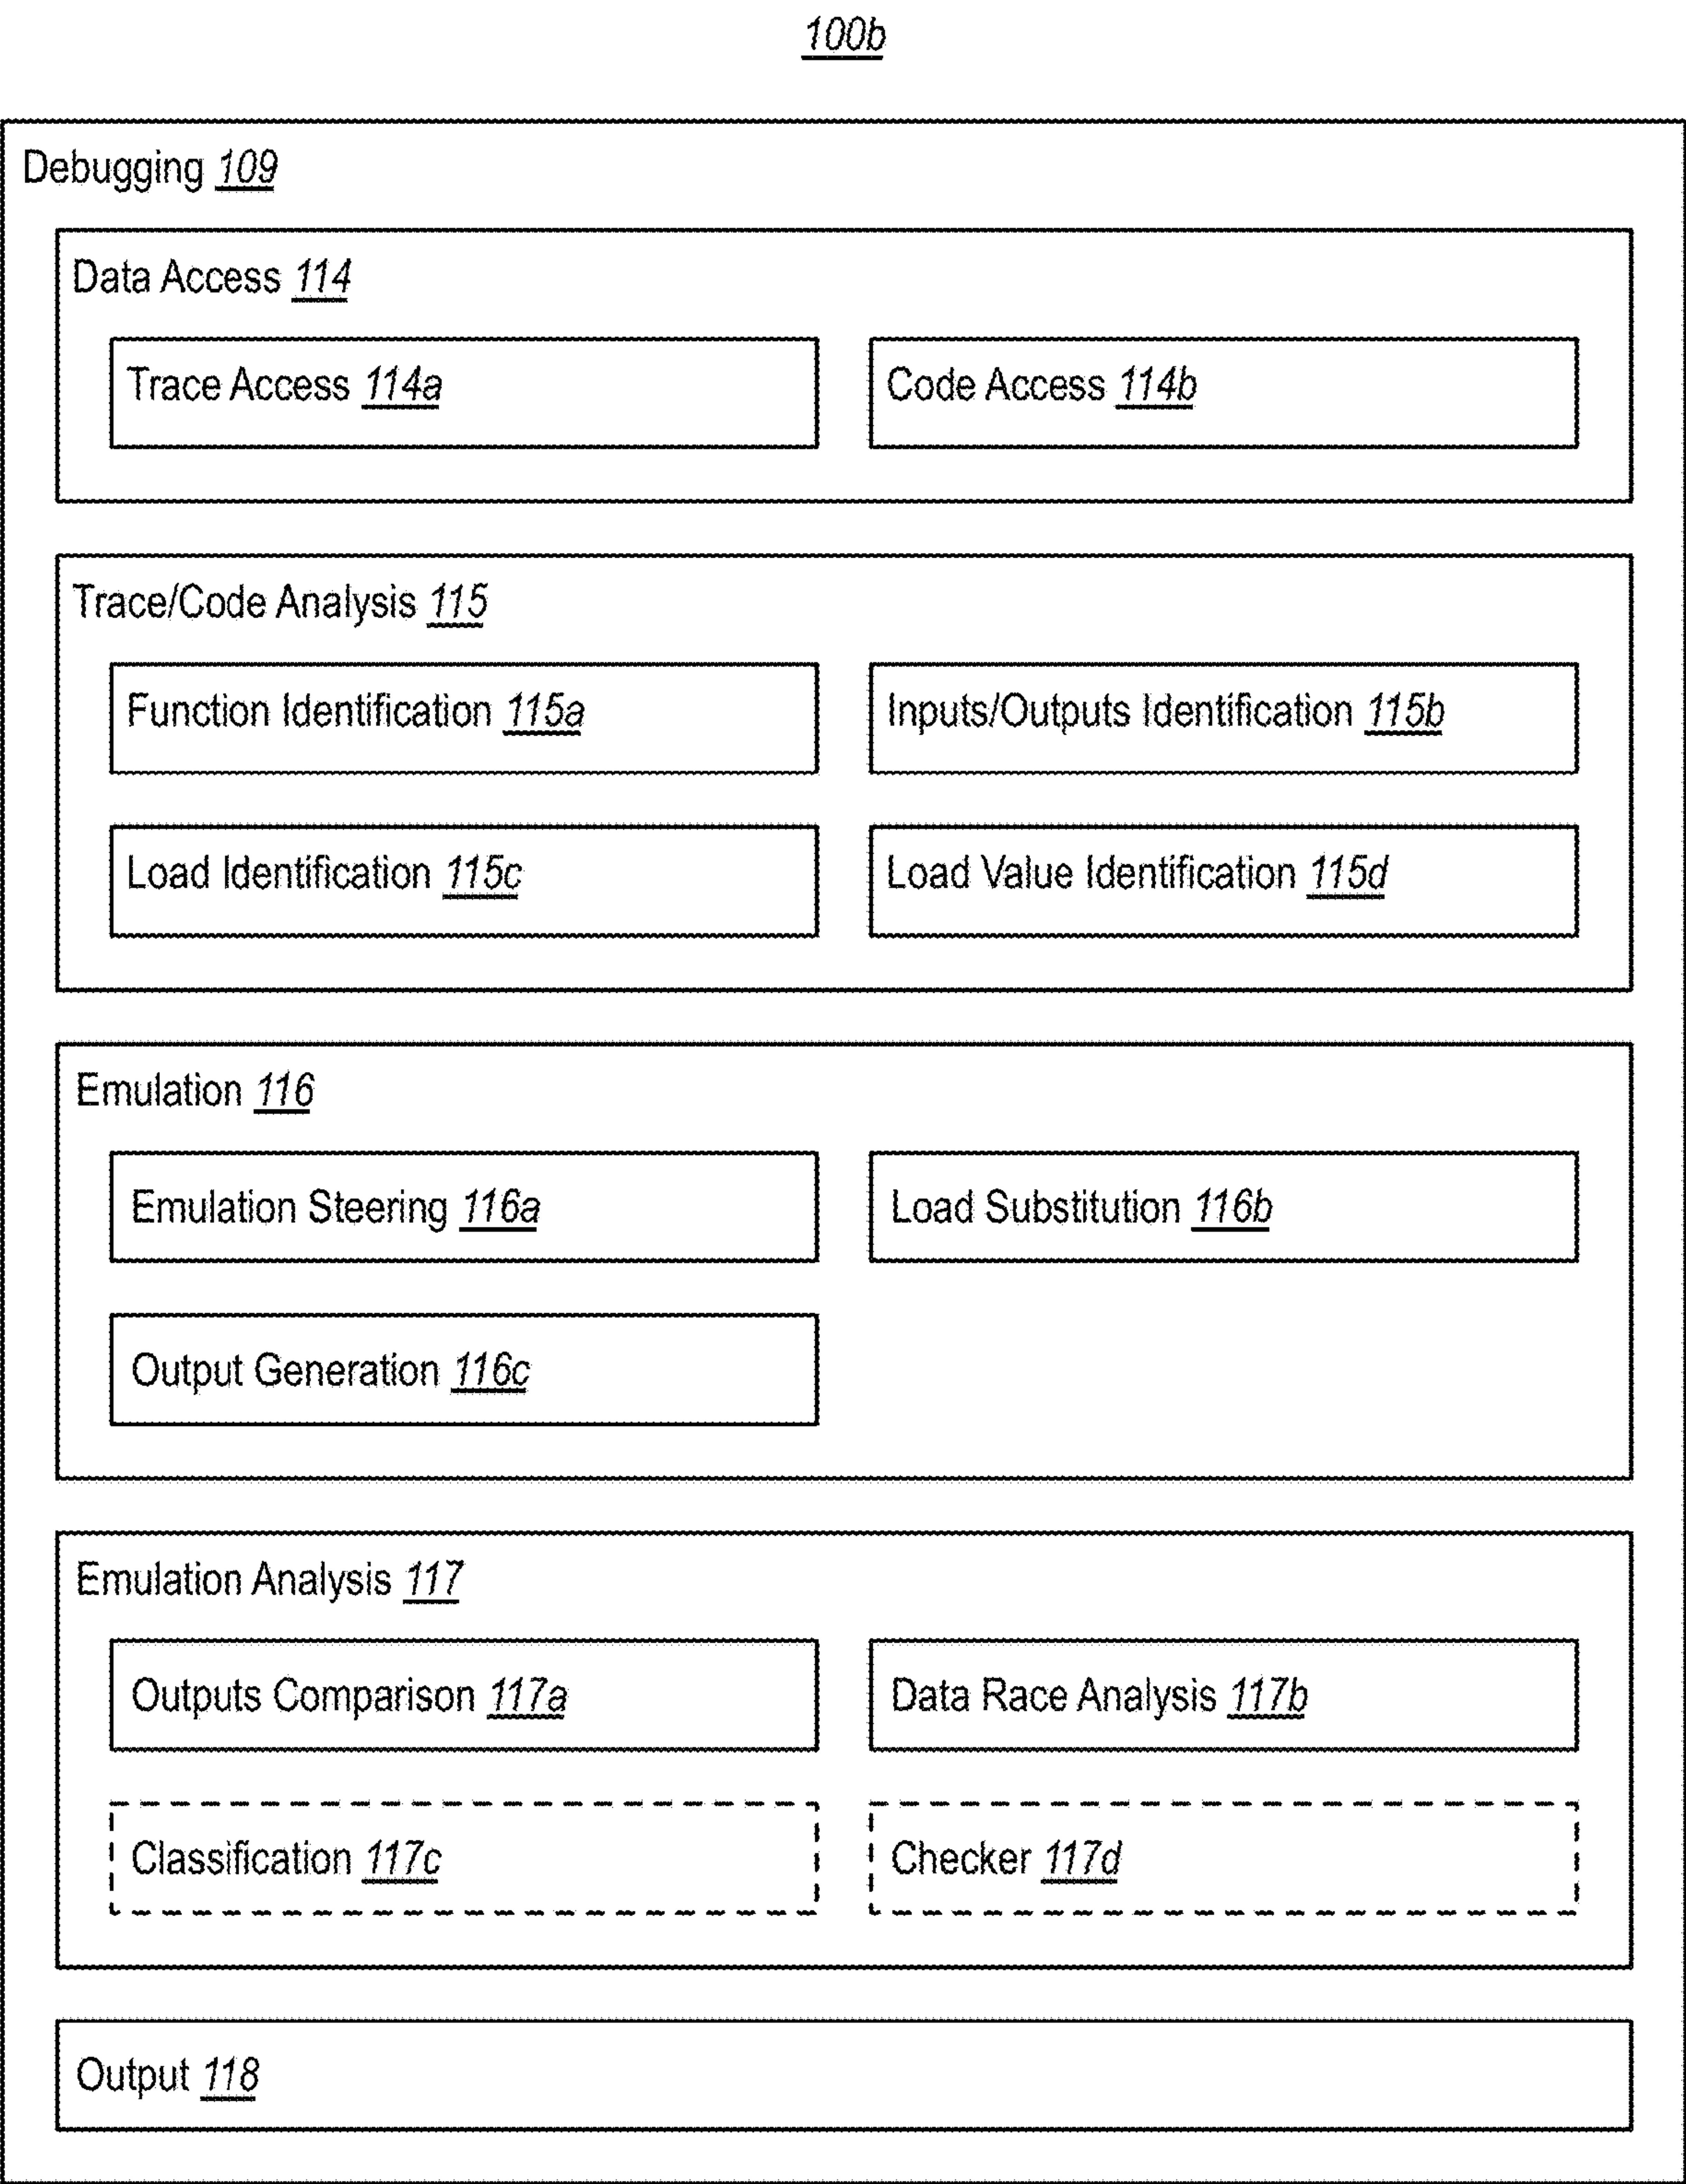 100b
Debugging 109
Data Access 114
Trace Access 114a
Code Access 114b
Trace/Code Analysis 115
Function Identification 115a
Inputs/Outputs Identification 115b
Load Identification 115c
Load Value Identification 115d
Emulation 116
Emulation Steering 116a
Load Substitution 116b
Output Generation 116c
Emulation Analysis 117
Outputs Comparison 117a
Data Race Analysis 117b
Classification 117c
Checker 117d
Output 118